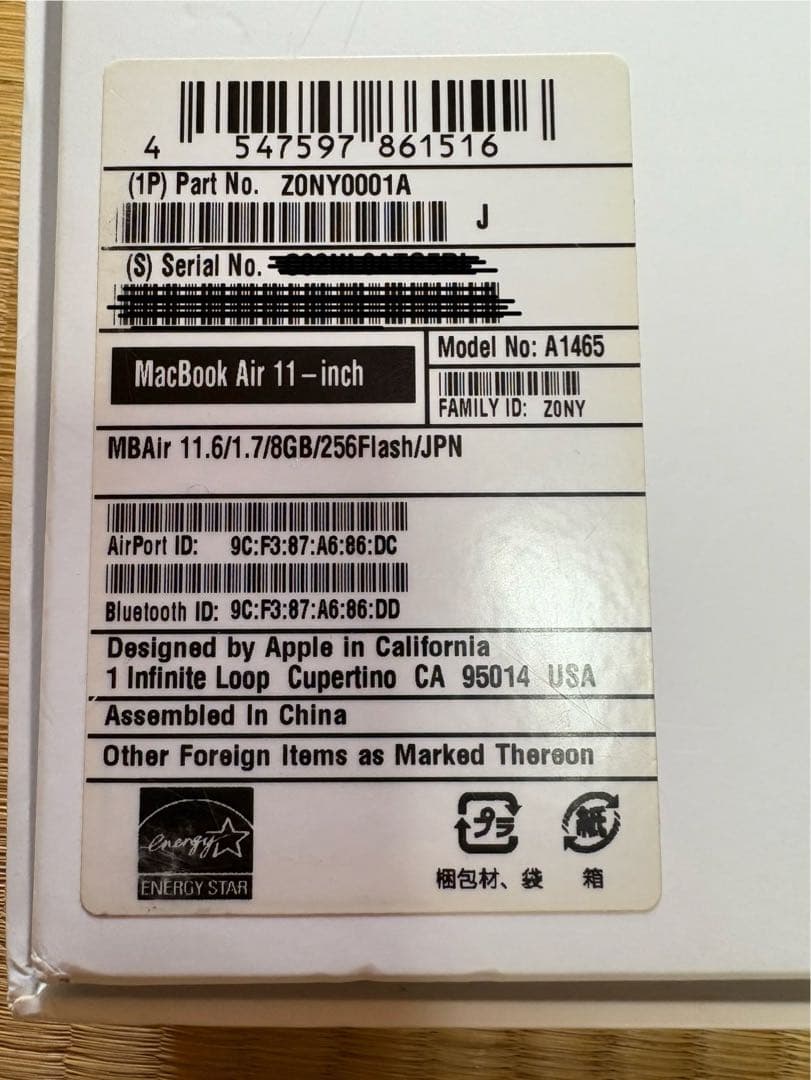 4 547597 861516
(1P) Part No. Z0NY0001A
J
(S) Serial No.
MacBook Air 11-inch
Model No: A1465
FAMILY ID: Z0NY
MBAir 11.6/1.7/8GB/256Flash/JPN
AirPort ID: 9C:F3:87:A6:86:DC
Bluetooth ID: 9C:F3:87:A6:86:DD
Designed by Apple in California
1 Infinite Loop Cupertino CA 95014 USA
Assembled In China
Other Foreign Items as Marked Thereon
energy
ENERGY STAR
プラ
紙
梱包材、袋
箱